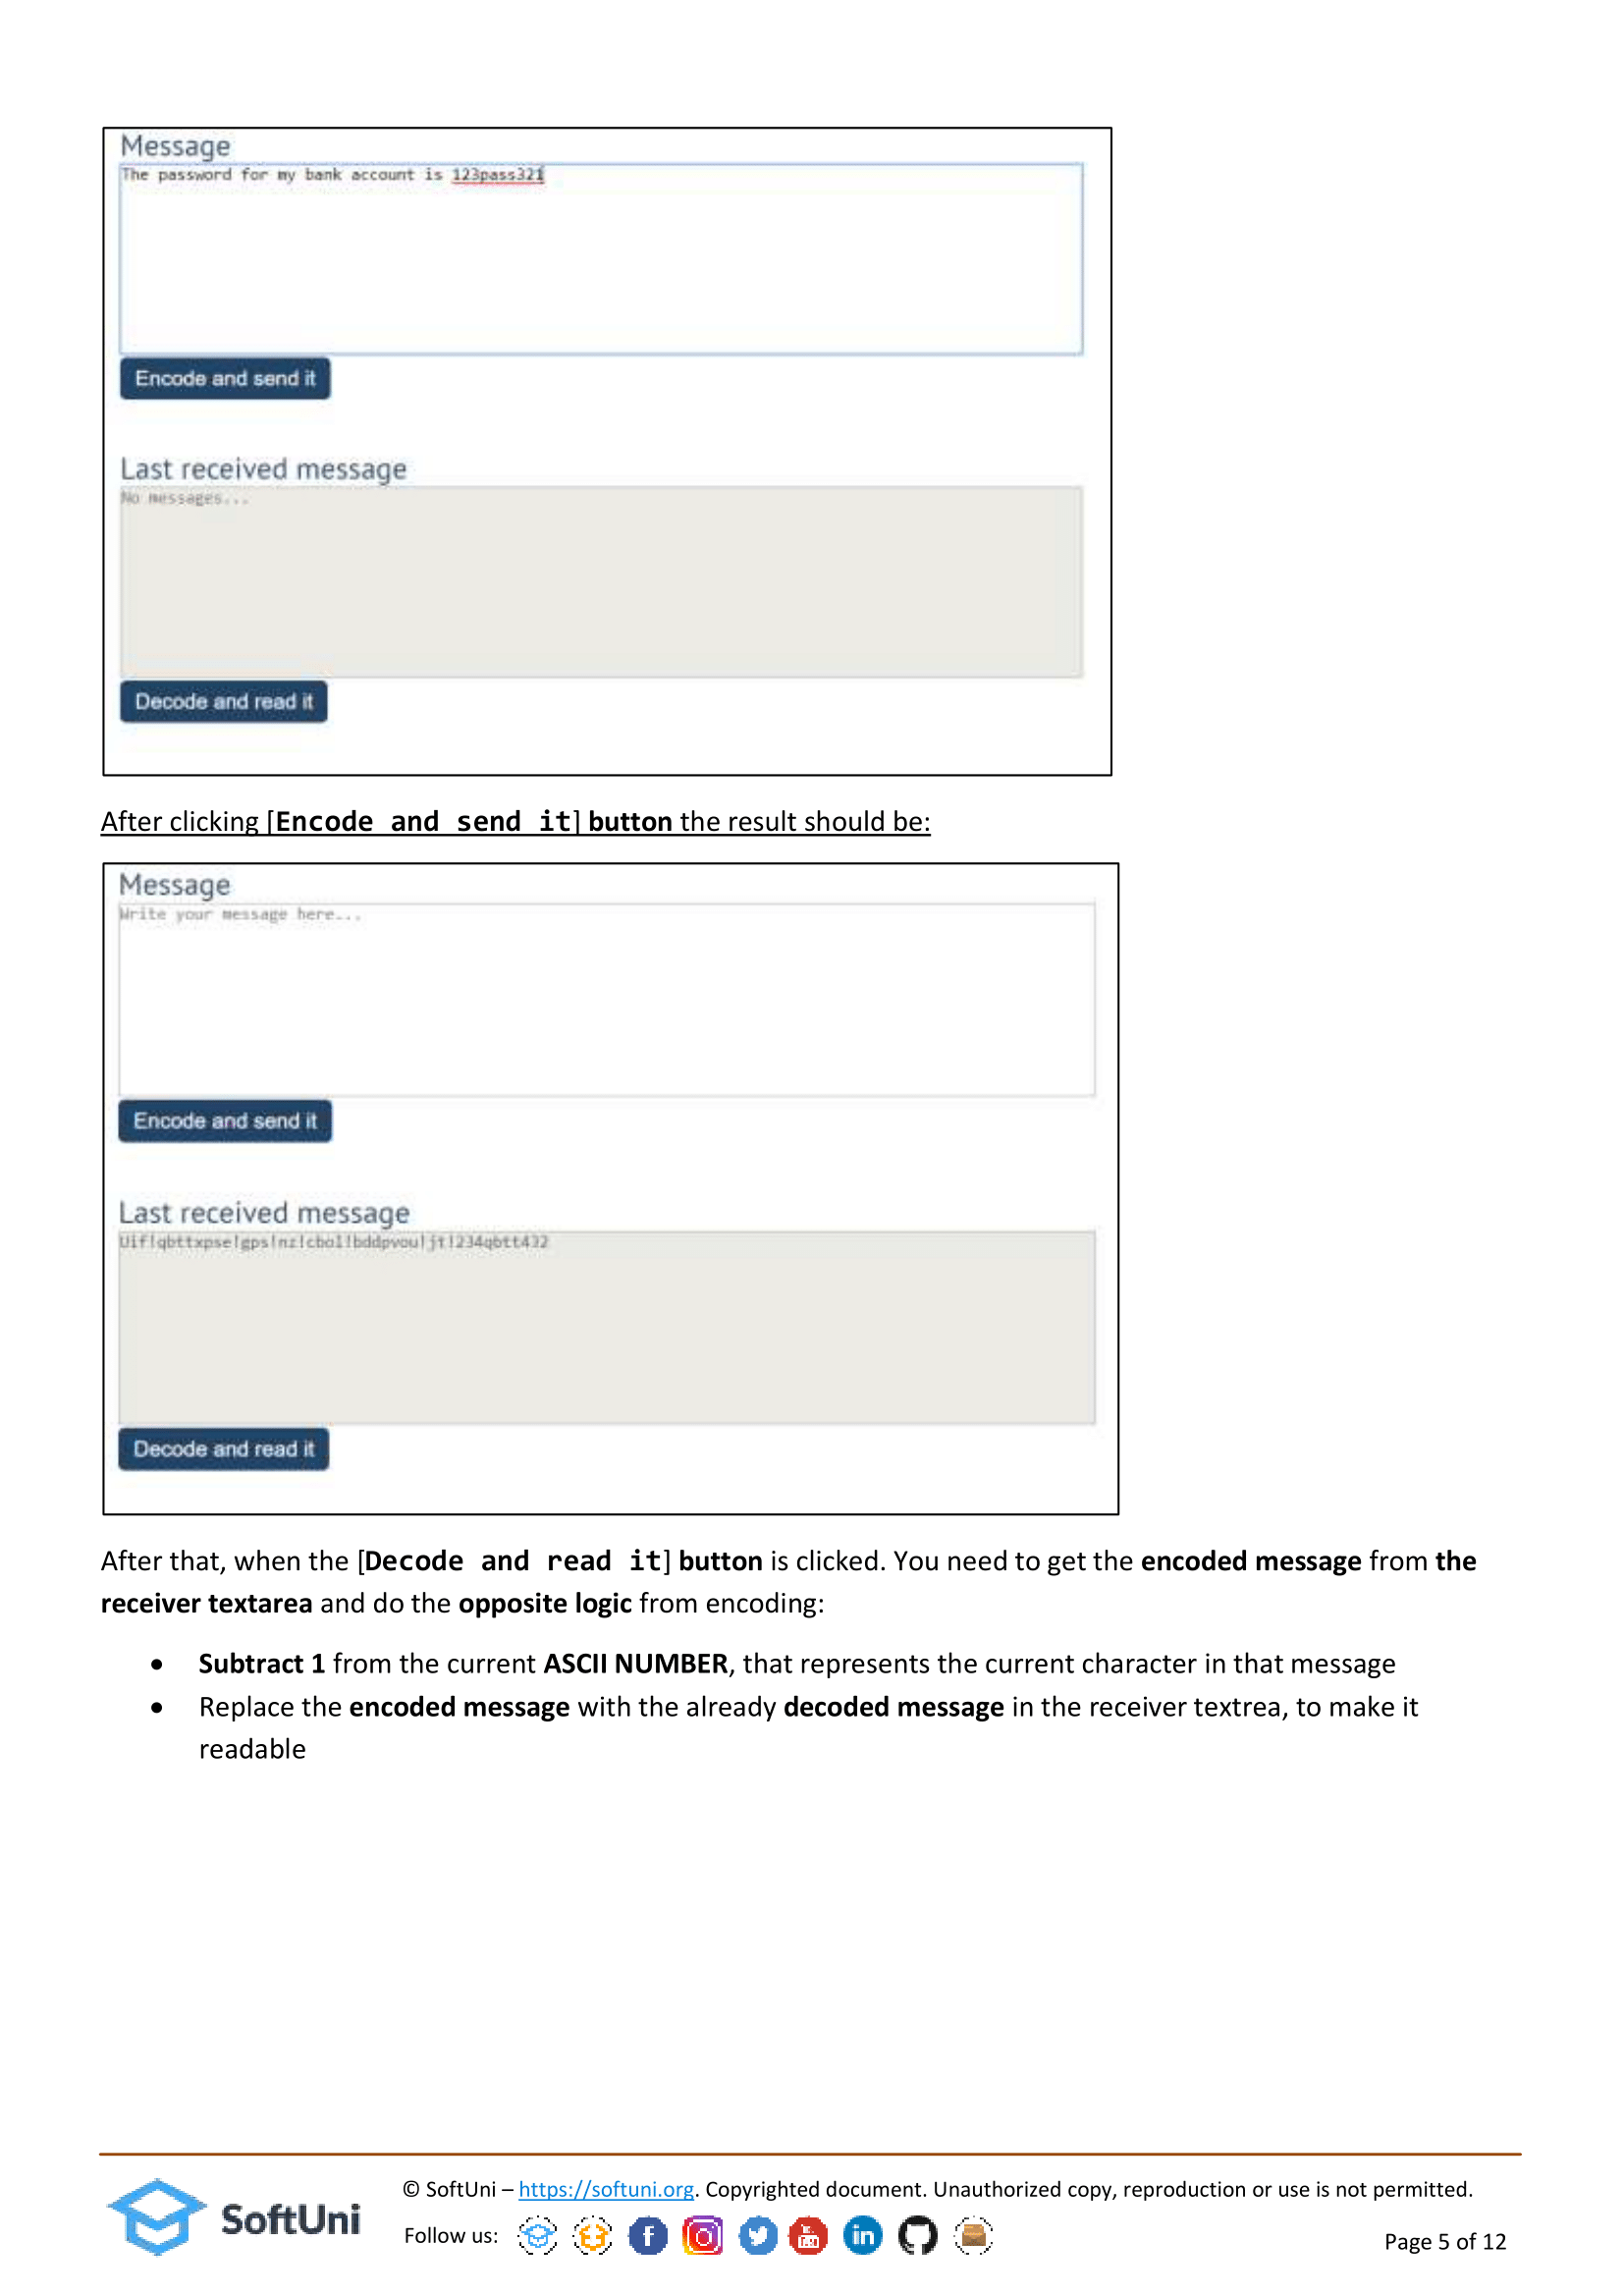 Message
The password for my bank account is 123pass321
Encode and send it
Last received message
No messages...
Decode and read it
After clicking [Encode and send it] button the result should be:
Message
Write your message here...
Encode and send it
Last received message
Uif!qbttxpse!gps!nz!cbol!bddpvou!jt!234qbtt432
Decode and read it
After that, when the [Decode and read it] button is clicked. You need to get the encoded message from the
receiver textarea and do the opposite logic from encoding:
• Subtract 1 from the current ASCII NUMBER, that represents the current character in that message
• Replace the encoded message with the already decoded message in the receiver textrea, to make it
readable
SoftUni
© SoftUni – https://softuni.org. Copyrighted document. Unauthorized copy, reproduction or use is not permitted.
Follow us:
Page 5 of 12